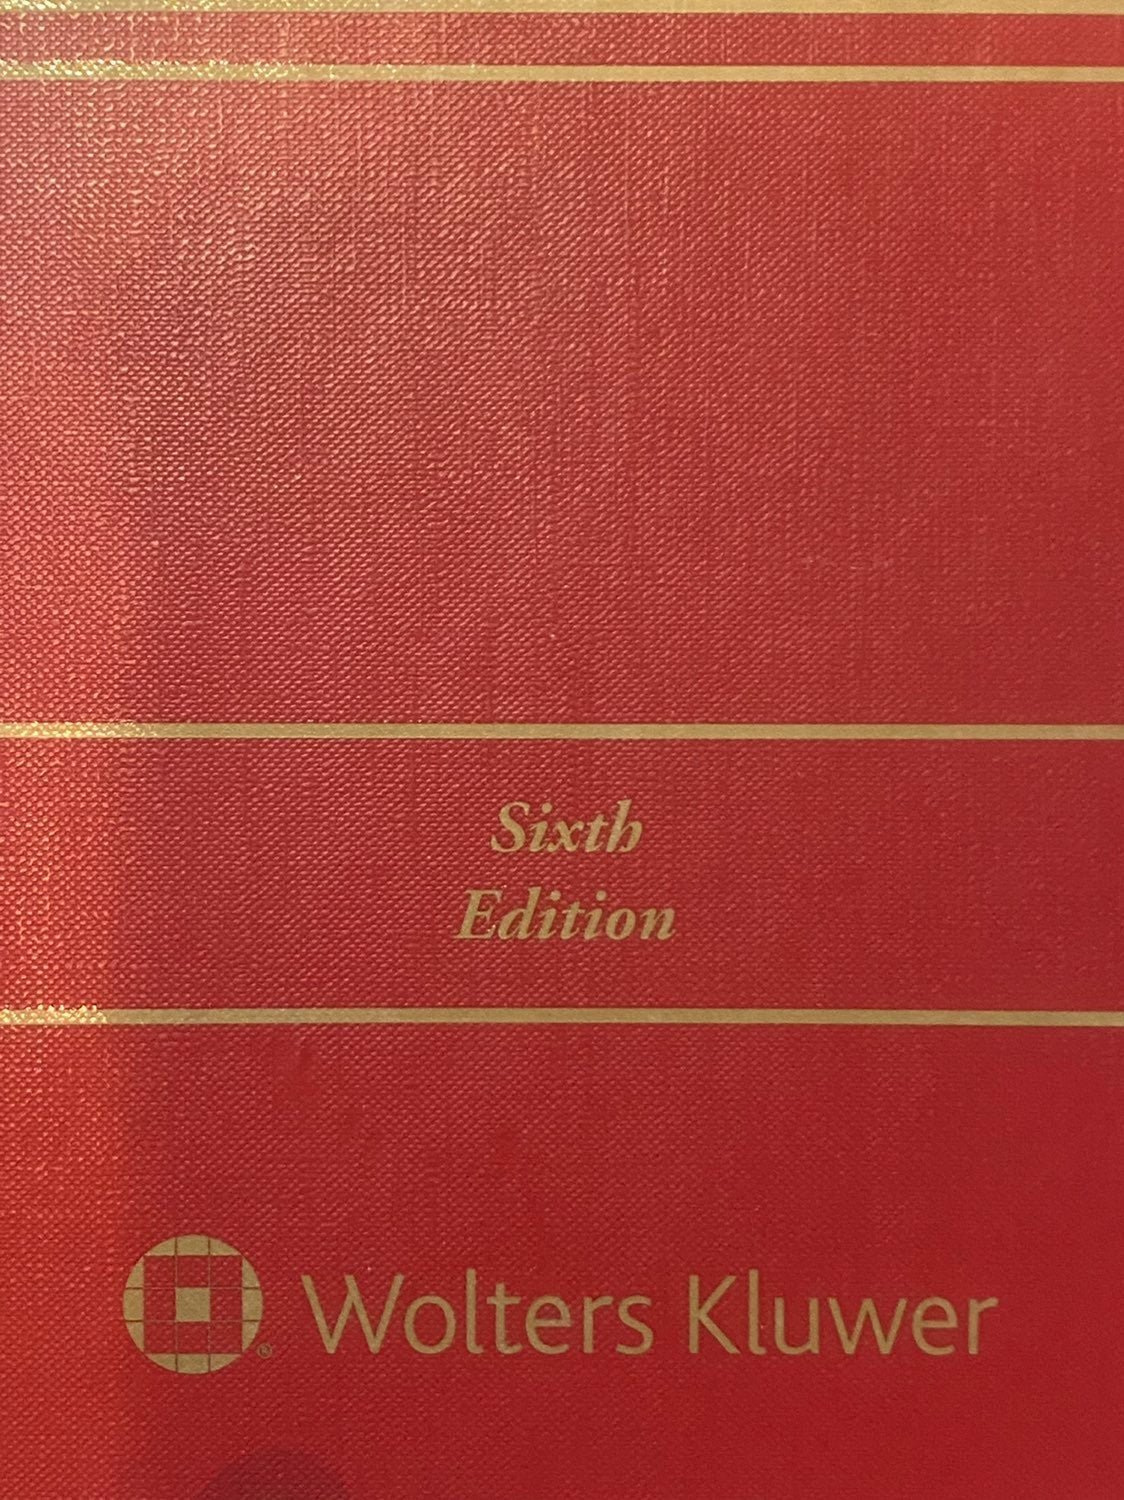 Sixth
Edition
® Wolters Kluwer